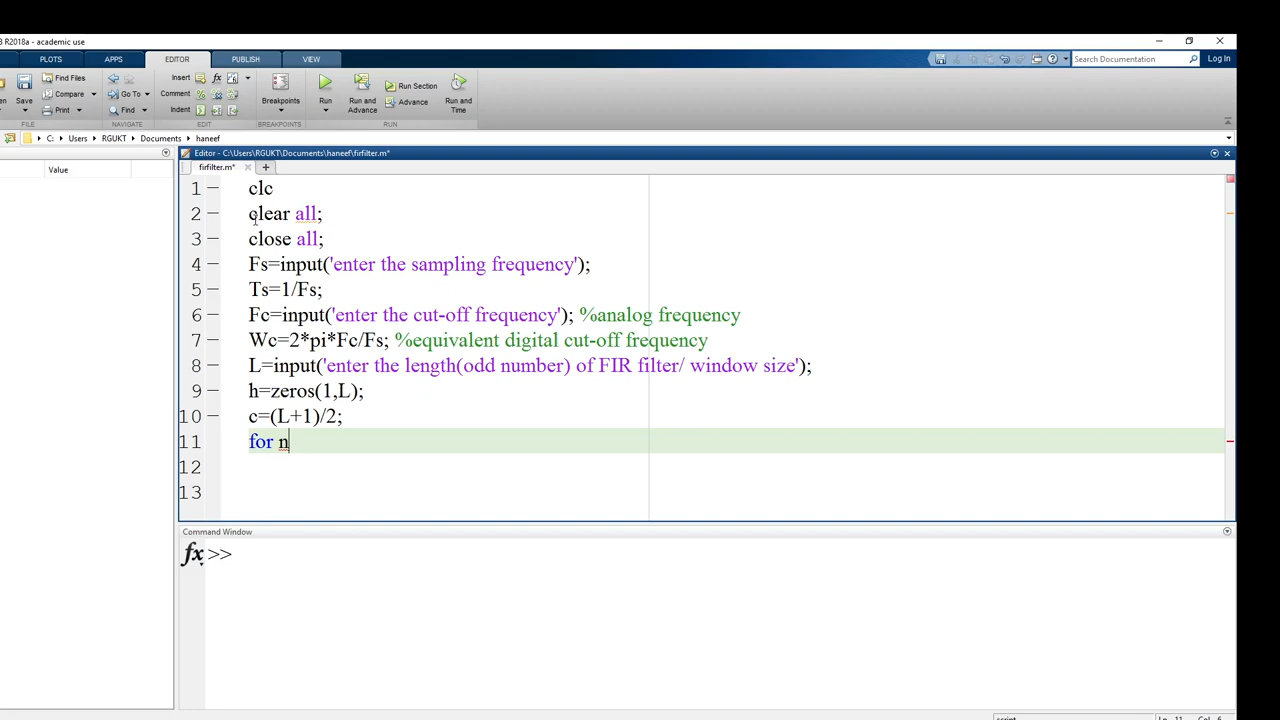 B R2018a - academic use
PLOTS APPS EDITOR PUBLISH VIEW
Search Documentation Log In
Save Find Files Compare Print
Go To Find
Insert fx
Comment %
Indent
Breakpoints
Run Run and Advance Run Section Advance Run and Time
FILE NAVIGATE EDIT BREAKPOINTS RUN
C: Users RGUKT Documents haneef
Value
Editor - C:\Users\RGUKT\Documents\haneef\firfilter.m*
firfilter.m*
1 clc
2 clear all;
3 close all;
4 Fs=input('enter the sampling frequency');
5 Ts=1/Fs;
6 Fc=input('enter the cut-off frequency'); %analog frequency
7 Wc=2*pi*Fc/Fs; %equivalent digital cut-off frequency
8 L=input('enter the length(odd number) of FIR filter/ window size');
9 h=zeros(1,L);
10 c=(L+1)/2;
11 for n
12
13
Command Window
fx >>